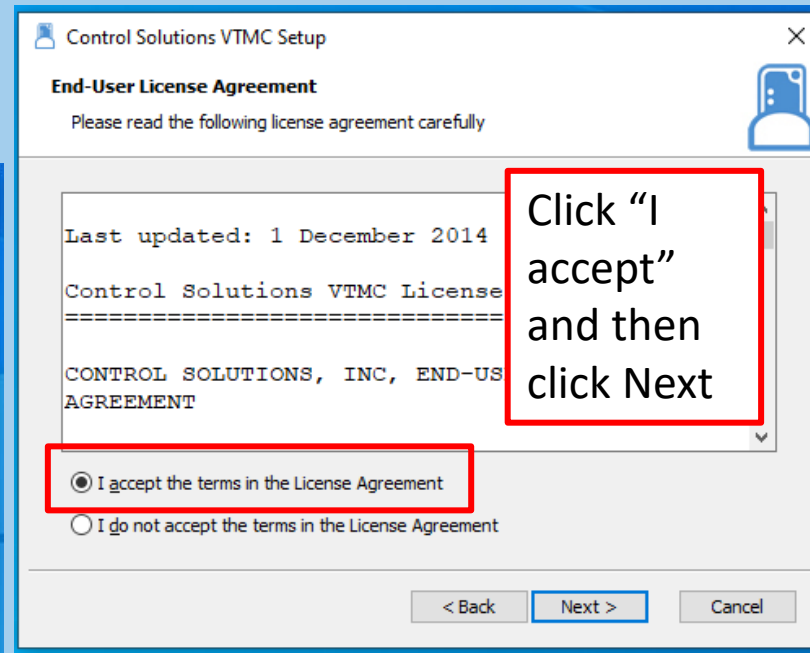 Control Solutions VTMC Setup
End-User License Agreement
Please read the following license agreement carefully
Last updated: 1 December 2014
Control Solutions VTMC License
==============================
CONTROL SOLUTIONS, INC, END-US
AGREEMENT
Click “I
accept”
and then
click Next
I accept the terms in the License Agreement
I do not accept the terms in the License Agreement
< Back
Next >
Cancel